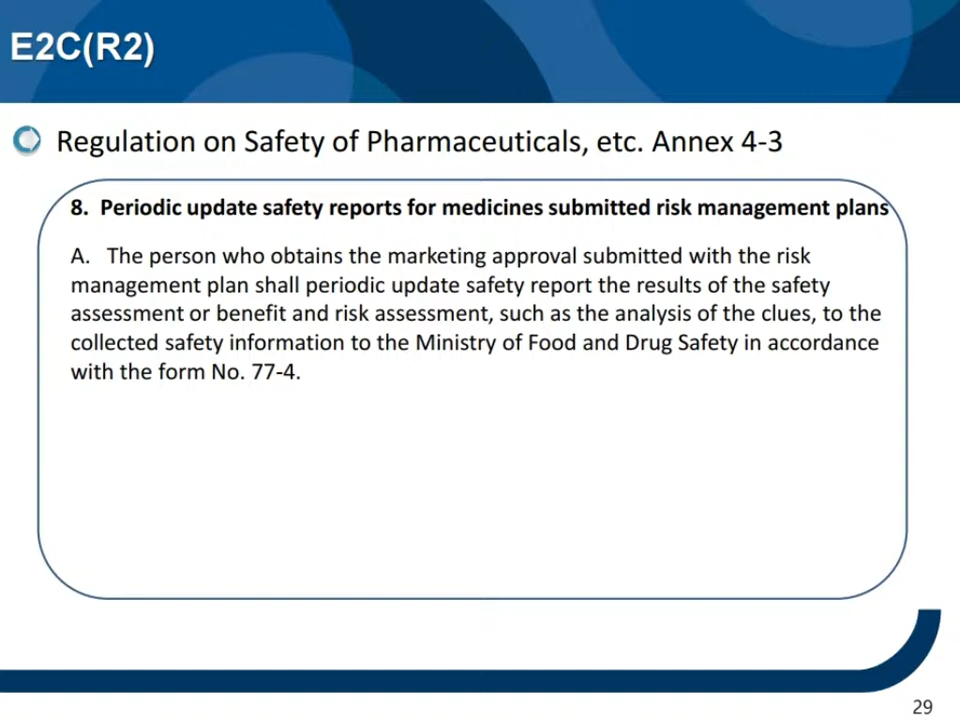 E2C(R2)
Regulation on Safety of Pharmaceuticals, etc. Annex 4-3
8. Periodic update safety reports for medicines submitted risk management plans
A. The person who obtains the marketing approval submitted with the risk
management plan shall periodic update safety report the results of the safety
assessment or benefit and risk assessment, such as the analysis of the clues, to the
collected safety information to the Ministry of Food and Drug Safety in accordance
with the form No. 77-4.
29